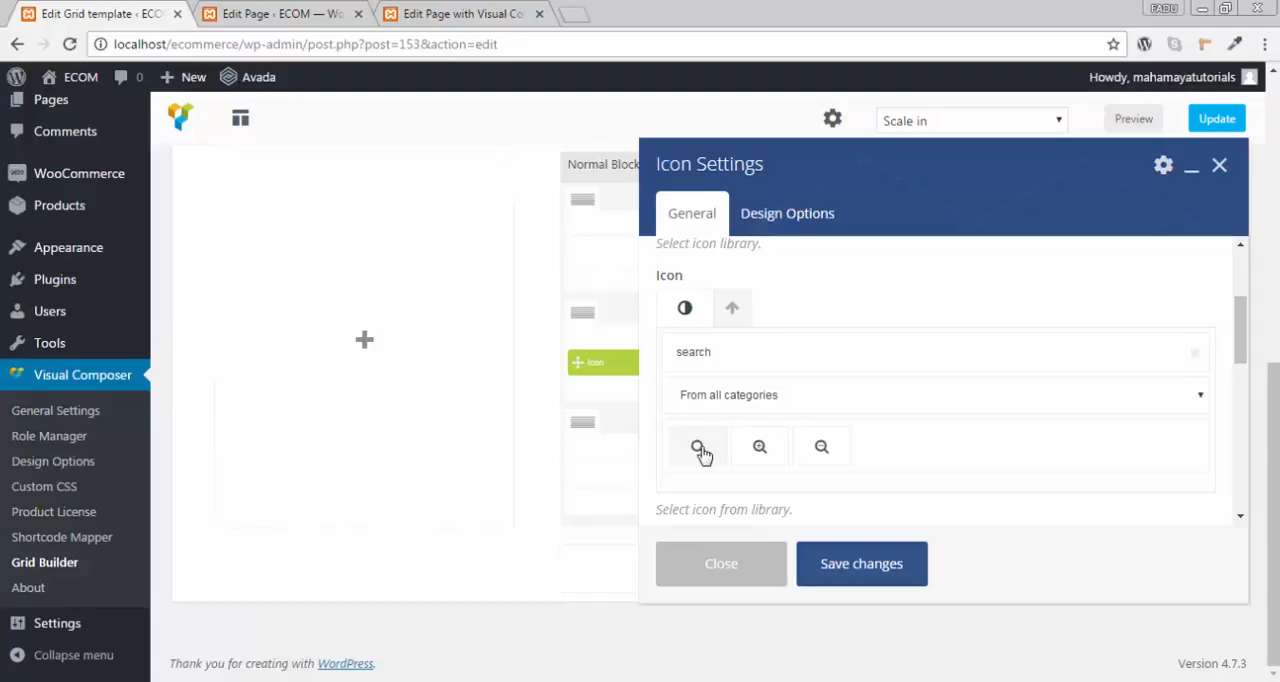 Edit Grid template ‹ ECO
Edit Page ‹ ECOM — Wo
Edit Page with Visual Co
FADU
localhost/ecommerce/wp-admin/post.php?post=153&action=edit
ECOM
0
New
Avada
Howdy, mahamayatutorials
Pages
Comments
WooCommerce
Products
Appearance
Plugins
Users
Tools
Visual Composer
General Settings
Role Manager
Design Options
Custom CSS
Product License
Shortcode Mapper
Grid Builder
About
Settings
Collapse menu
Scale in
Preview
Update
Normal Block
Icon
Icon Settings
General
Design Options
Select icon library.
Icon
search
From all categories
Select icon from library.
Close
Save changes
Thank you for creating with WordPress.
Version 4.7.3